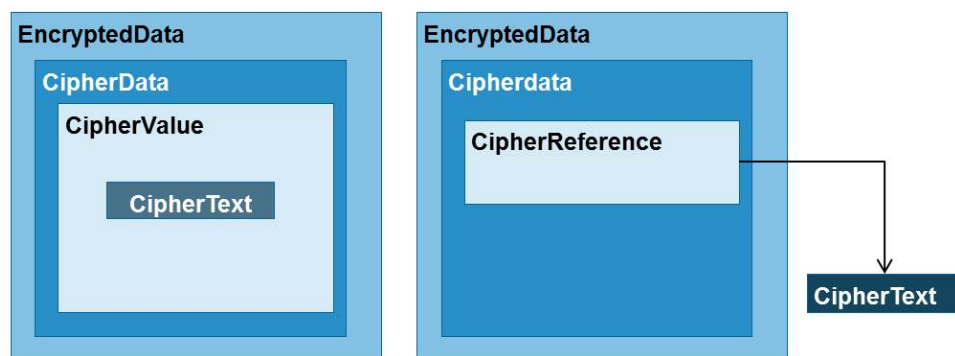 EncryptedData
CipherData
CipherValue
CipherText
EncryptedData
Cipherdata
CipherReference
CipherText